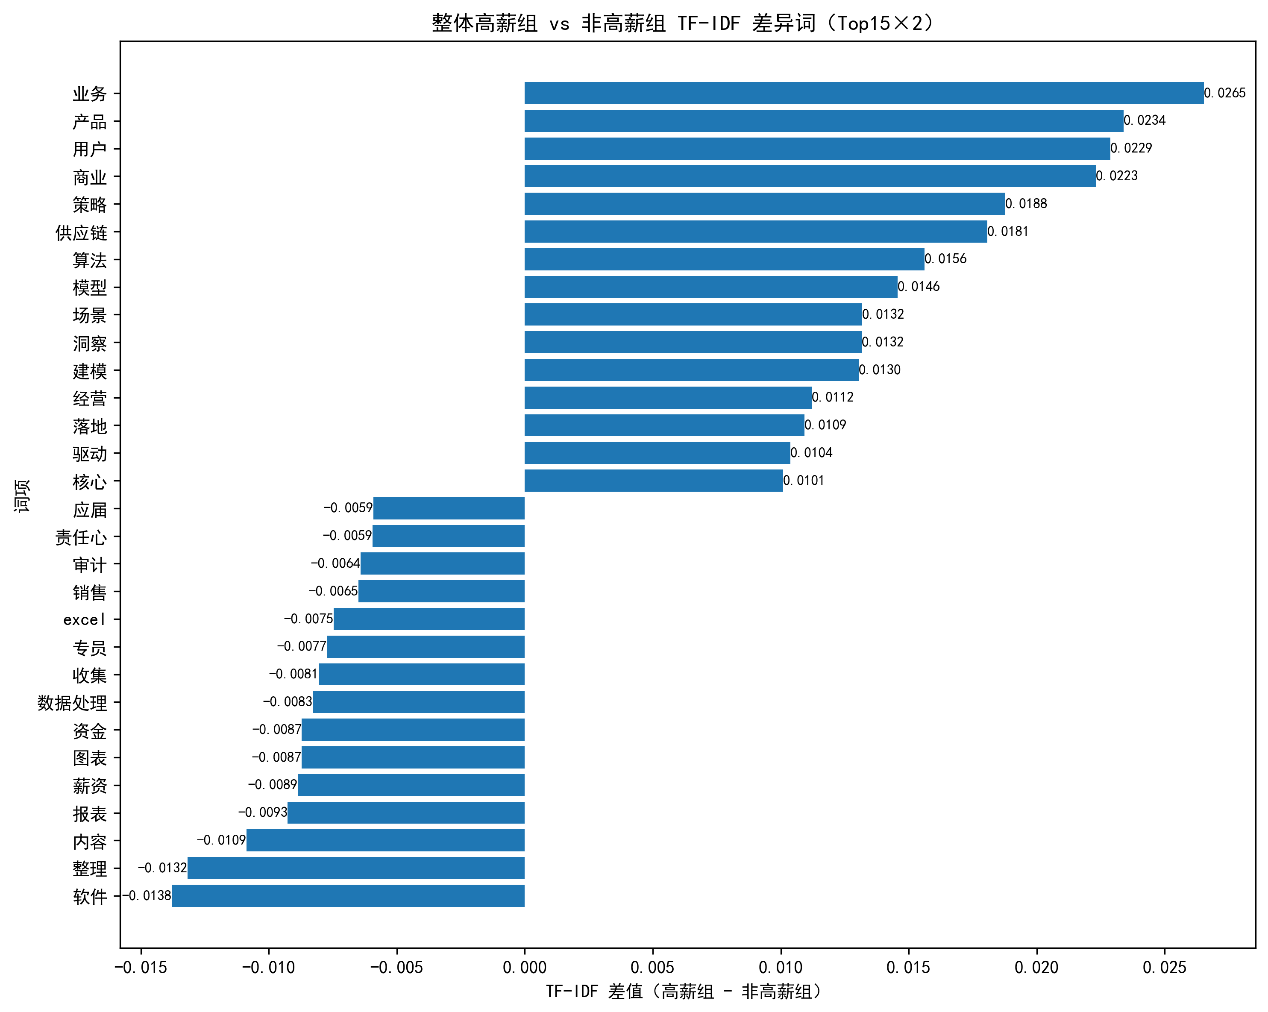 整体高薪组 vs 非高薪组 TF-IDF 差异词（Top15×2）
词项
业务 0.0265
产品 0.0234
用户 0.0229
商业 0.0223
策略 0.0188
供应链 0.0181
算法 0.0156
模型 0.0146
场景 0.0132
洞察 0.0132
建模 0.0130
经营 0.0112
落地 0.0109
驱动 0.0104
核心 0.0101
应届 -0.0059
责任心 -0.0059
审计 -0.0064
销售 -0.0065
excel -0.0075
专员 -0.0077
收集 -0.0081
数据处理 -0.0083
资金 -0.0087
图表 -0.0087
薪资 -0.0089
报表 -0.0093
内容 -0.0109
整理 -0.0132
软件 -0.0138
-0.015 -0.010 -0.005 0.000 0.005 0.010 0.015 0.020 0.025
TF-IDF 差值（高薪组 - 非高薪组）